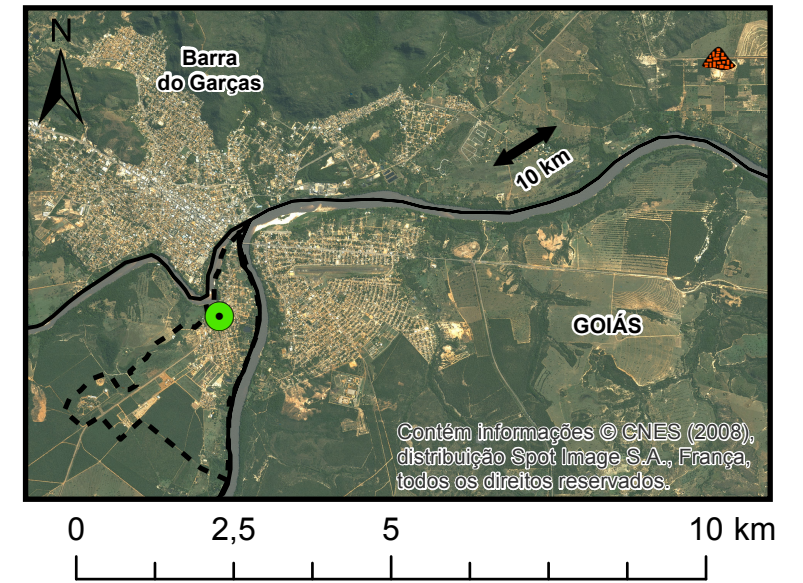 N
Barra
do Garças
10 km
GOIÁS
Contém informações © CNES (2008),
distribuição Spot Image S.A., França,
todos os direitos reservados.
0 2,5 5 10 km